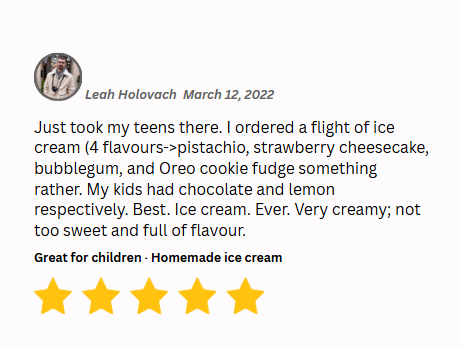 Leah Holovach March 12, 2022
Just took my teens there. I ordered a flight of ice
cream (4 flavours->pistachio, strawberry cheesecake,
bubblegum, and Oreo cookie fudge something
rather. My kids had chocolate and lemon
respectively. Best. Ice cream. Ever. Very creamy; not
too sweet and full of flavour.
Great for children · Homemade ice cream